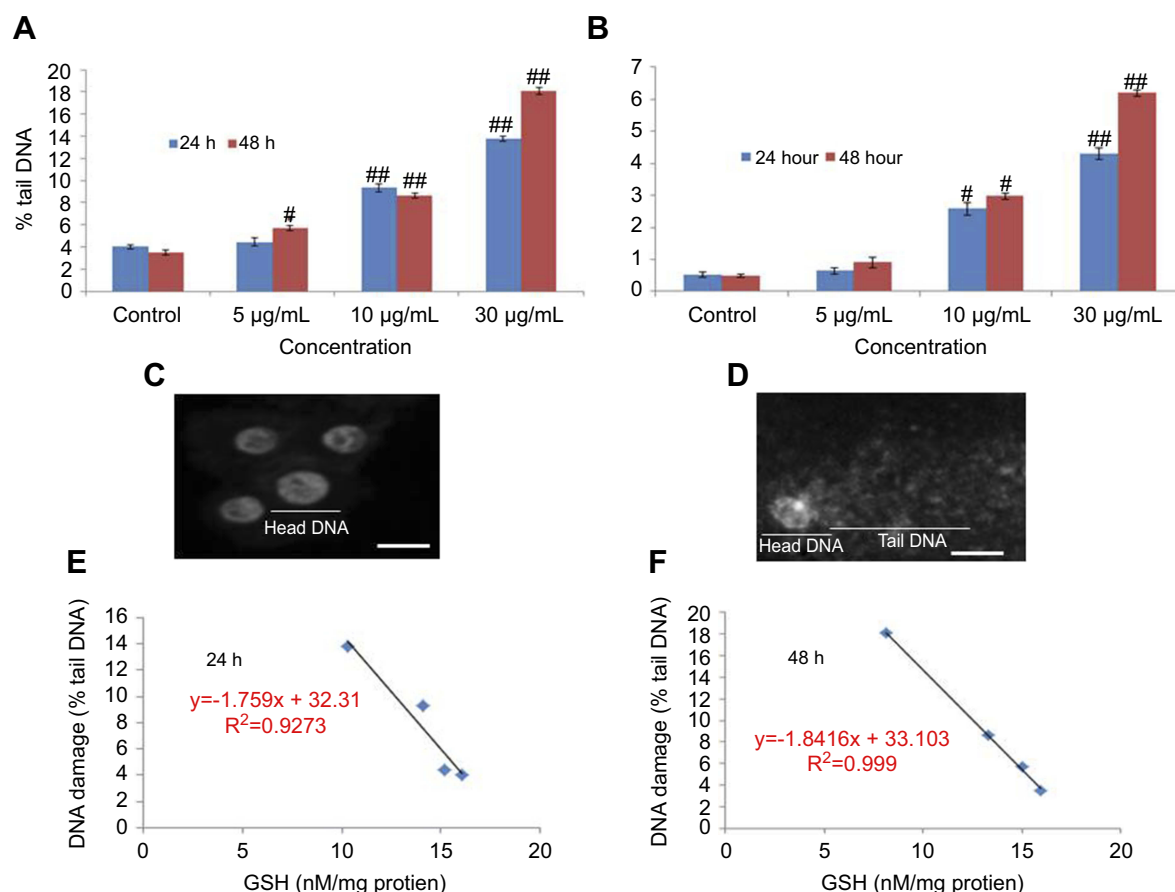 A
% tail DNA
20
18
16
14
12
10
8
6
4
2
0
24 h 48 h
#
##
##
##
##
Control 5 µg/mL 10 µg/mL 30 µg/mL
Concentration
B
7
6
5
4
3
2
1
0
24 hour 48 hour
#
#
##
##
Control 5 µg/mL 10 µg/mL 30 µg/mL
Concentration
C
Head DNA
D
Head DNA Tail DNA
E
DNA damage (% tail DNA)
16
14
12
10
8
6
4
2
0
24 h
y=-1.759x + 32.31
R²=0.9273
0 5 10 15 20
GSH (nM/mg protien)
F
DNA damage (% tail DNA)
20
18
16
14
12
10
8
6
4
2
0
48 h
y=-1.8416x + 33.103
R²=0.999
0 5 10 15 20
GSH (nM/mg protien)